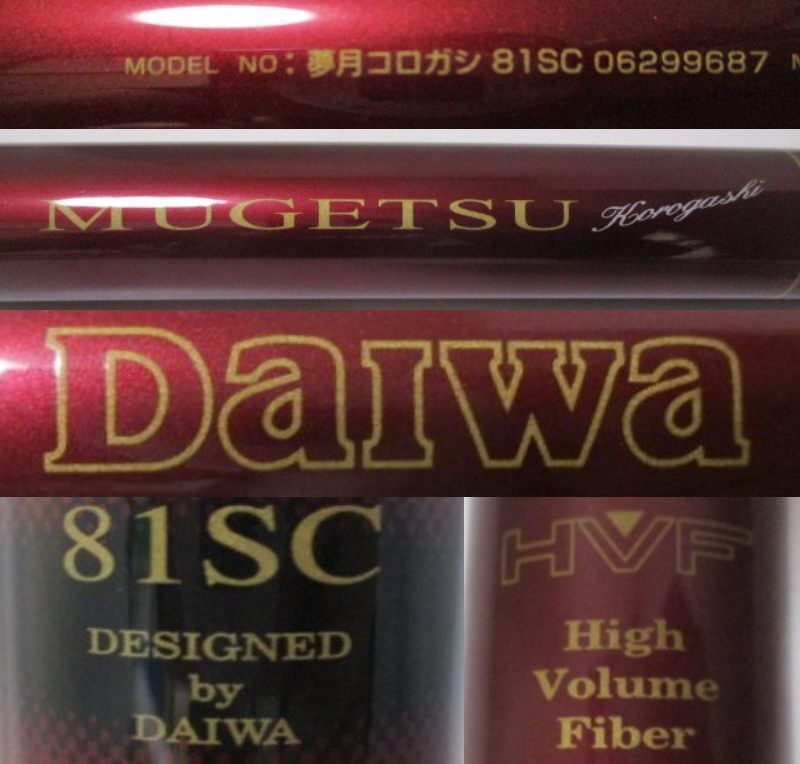 MODEL NO: 夢月コロガシ 81SC 06299687 N
MUGETSU Korogashi
Daiwa
81SC
DESIGNED
by
DAIWA
HVF
High
Volume
Fiber